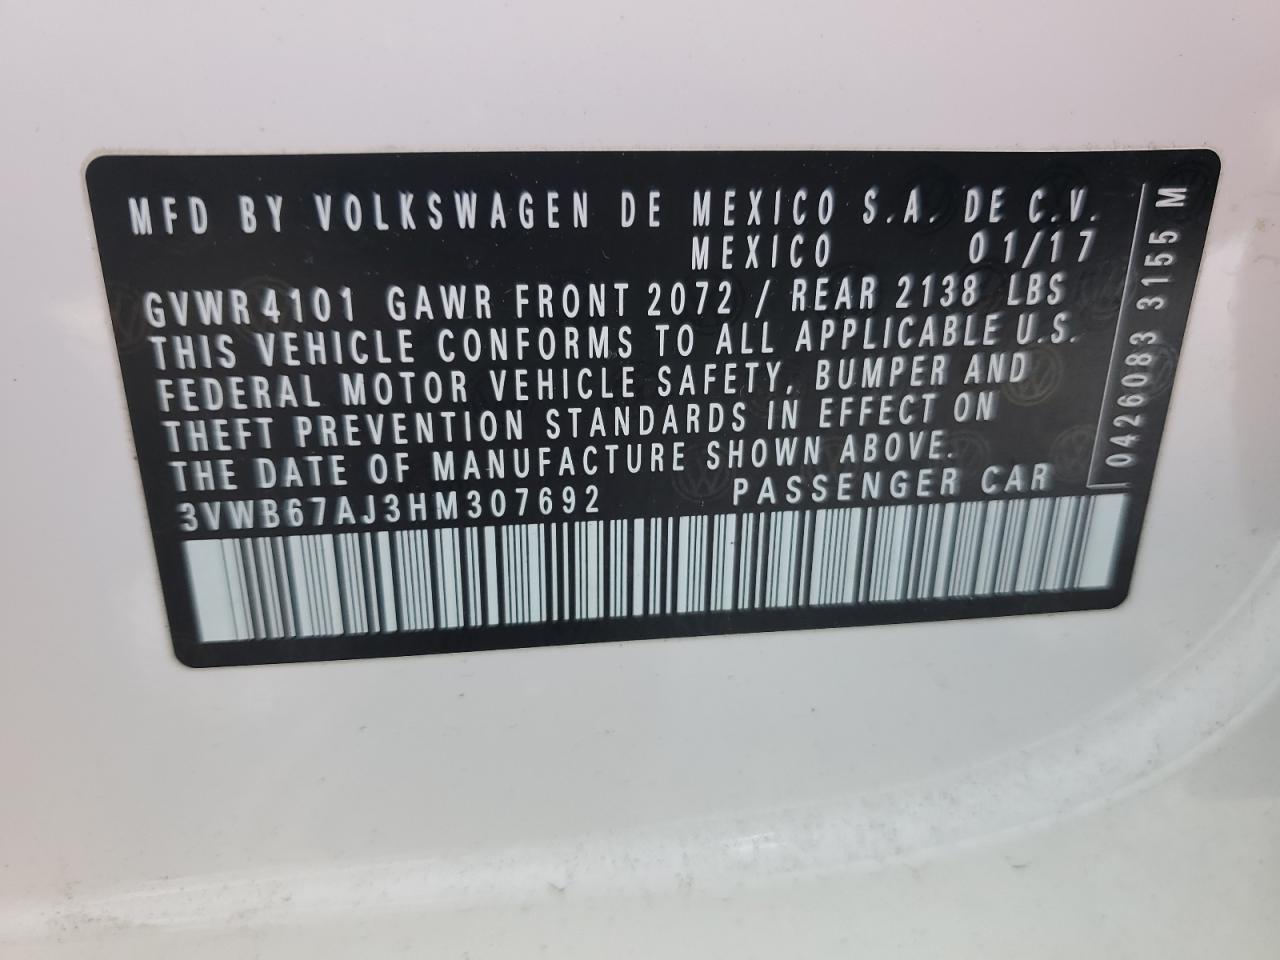 MFD BY VOLKSWAGEN DE MEXICO S.A. DE C.V.
MEXICO 01/17
GVWR 4101 GAWR FRONT 2072 / REAR 2138 LBS
THIS VEHICLE CONFORMS TO ALL APPLICABLE U.S.
FEDERAL MOTOR VEHICLE SAFETY, BUMPER AND
THEFT PREVENTION STANDARDS IN EFFECT ON
THE DATE OF MANUFACTURE SHOWN ABOVE.
3VWB67AJ3HM307692 PASSENGER CAR
0426083 3155 M